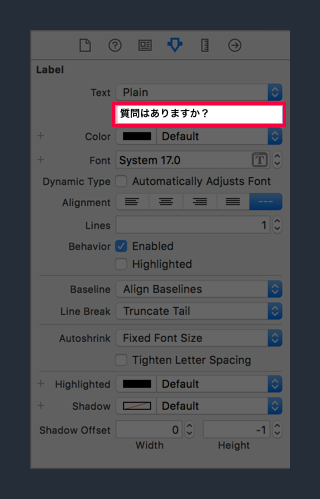 Label
Text Plain
質問はありますか？
+ Color Default
+ Font System 17.0 T
Dynamic Type Automatically Adjusts Font
Alignment ---
Lines 1
Behavior Enabled
Highlighted
Baseline Align Baselines
Line Break Truncate Tail
Autoshrink Fixed Font Size
Tighten Letter Spacing
+ Highlighted Default
+ Shadow Default
Shadow Offset 0 -1
Width Height